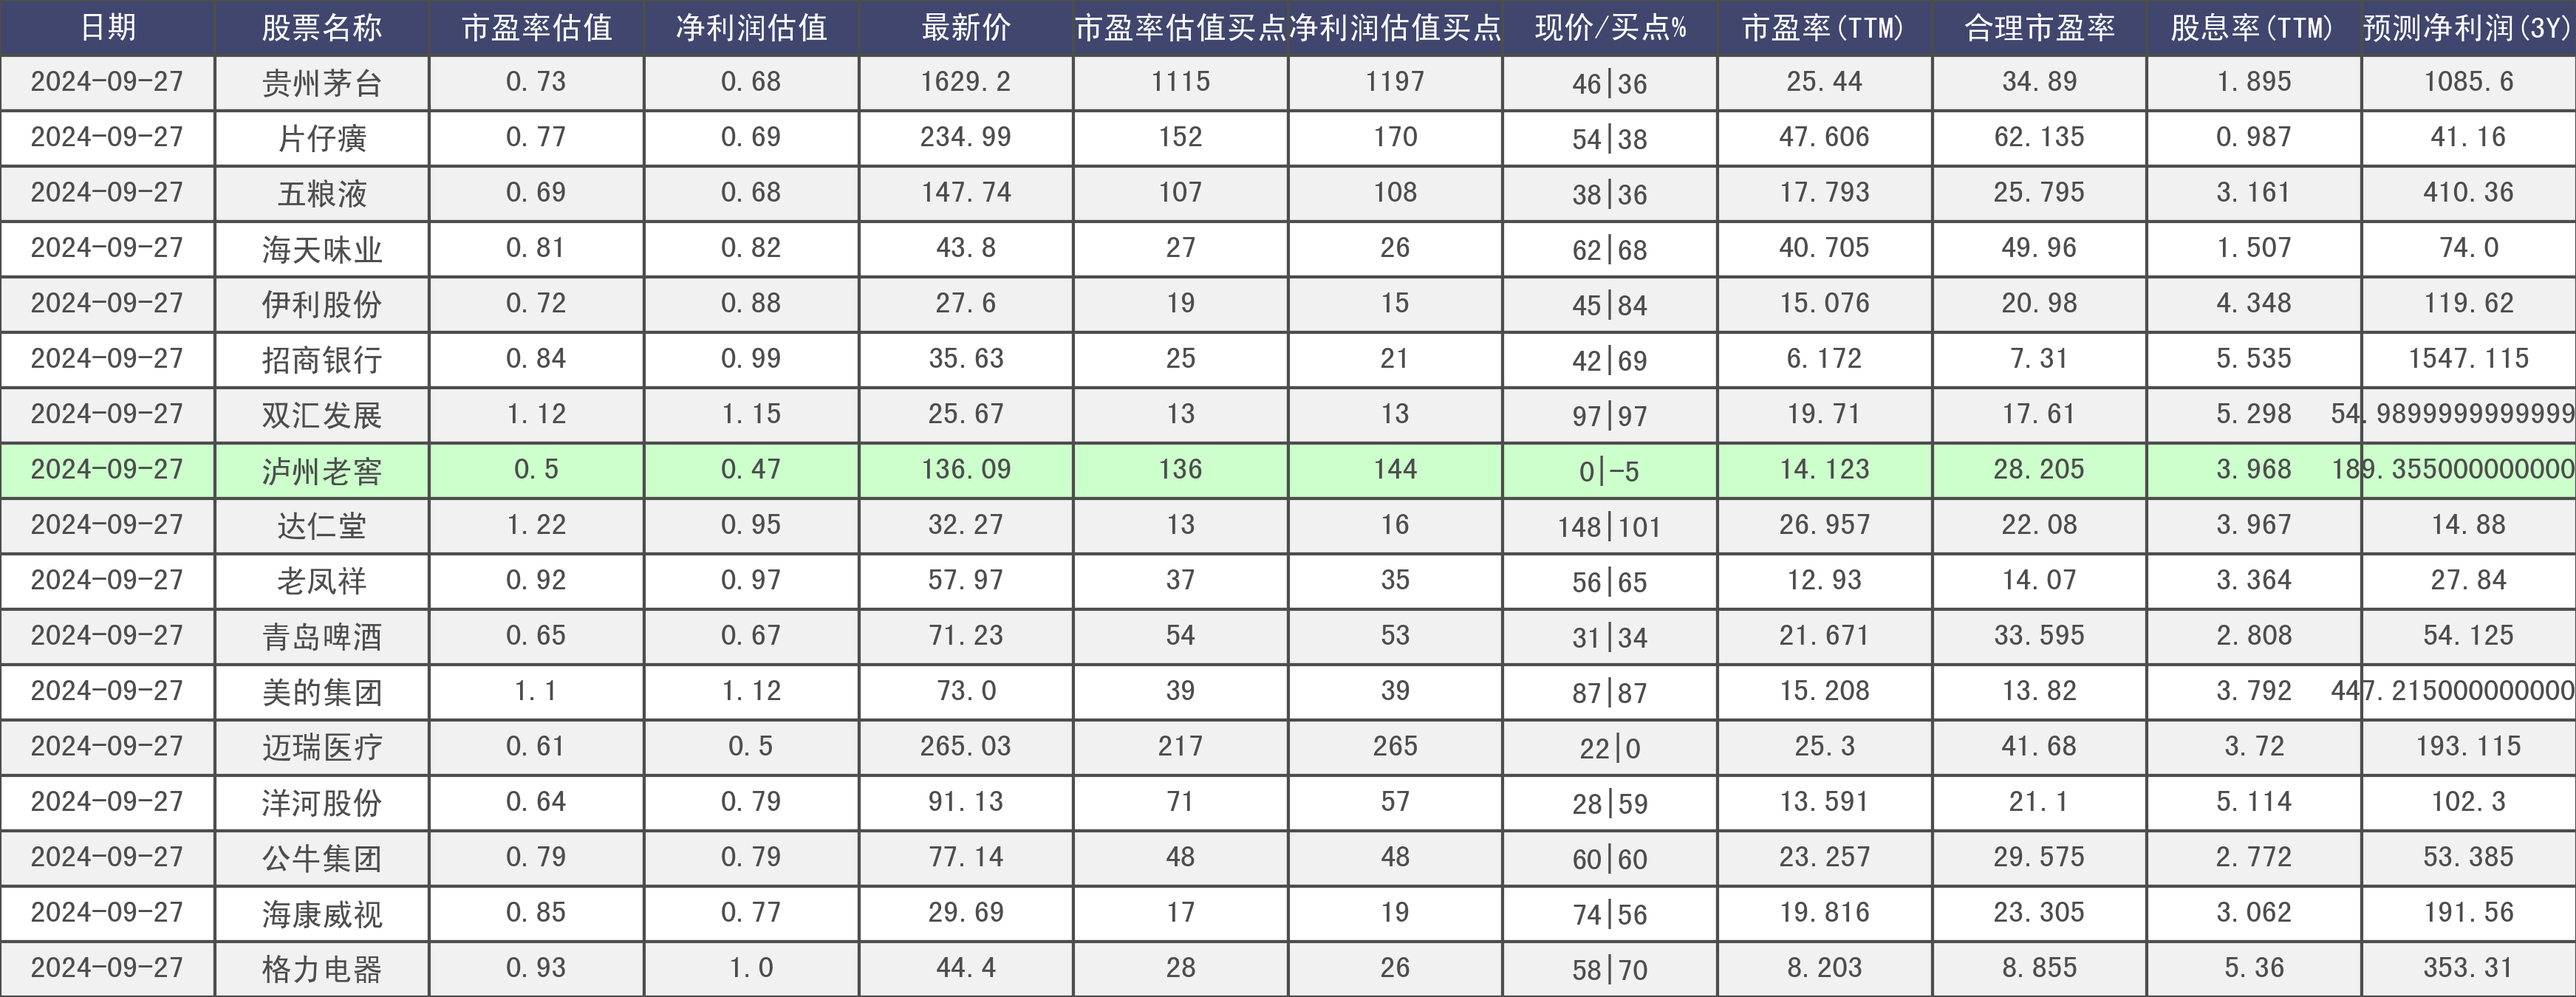 日期 股票名称 市盈率估值 净利润估值 最新价 市盈率估值买点 净利润估值买点 现价/买点% 市盈率(TTM) 合理市盈率 股息率(TTM) 预测净利润(3Y)
2024-09-27 贵州茅台 0.73 0.68 1629.2 1115 1197 46|36 25.44 34.89 1.895 1085.6
2024-09-27 片仔癀 0.77 0.69 234.99 152 170 54|38 47.606 62.135 0.987 41.16
2024-09-27 五粮液 0.69 0.68 147.74 107 108 38|36 17.793 25.795 3.161 410.36
2024-09-27 海天味业 0.81 0.82 43.8 27 26 62|68 40.705 49.96 1.507 74.0
2024-09-27 伊利股份 0.72 0.88 27.6 19 15 45|84 15.076 20.98 4.348 119.62
2024-09-27 招商银行 0.84 0.99 35.63 25 21 42|69 6.172 7.31 5.535 1547.115
2024-09-27 双汇发展 1.12 1.15 25.67 13 13 97|97 19.71 17.61 5.298 54.9899999999999
2024-09-27 泸州老窖 0.5 0.47 136.09 136 144 0|-5 14.123 28.205 3.968 189.355000000000
2024-09-27 达仁堂 1.22 0.95 32.27 13 16 148|101 26.957 22.08 3.967 14.88
2024-09-27 老凤祥 0.92 0.97 57.97 37 35 56|65 12.93 14.07 3.364 27.84
2024-09-27 青岛啤酒 0.65 0.67 71.23 54 53 31|34 21.671 33.595 2.808 54.125
2024-09-27 美的集团 1.1 1.12 73.0 39 39 87|87 15.208 13.82 3.792 447.215000000000
2024-09-27 迈瑞医疗 0.61 0.5 265.03 217 265 22|0 25.3 41.68 3.72 193.115
2024-09-27 洋河股份 0.64 0.79 91.13 71 57 28|59 13.591 21.1 5.114 102.3
2024-09-27 公牛集团 0.79 0.79 77.14 48 48 60|60 23.257 29.575 2.772 53.385
2024-09-27 海康威视 0.85 0.77 29.69 17 19 74|56 19.816 23.305 3.062 191.56
2024-09-27 格力电器 0.93 1.0 44.4 28 26 58|70 8.203 8.855 5.36 353.31